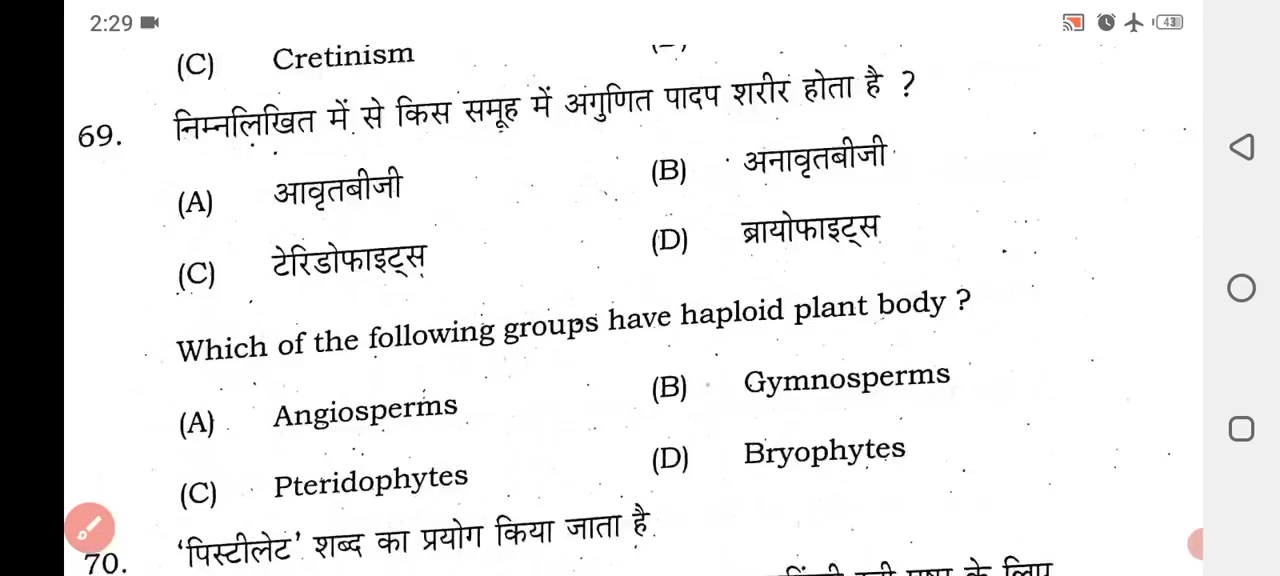 2:29
43
(C) Cretinism
69. निम्नलिखित में से किस समूह में अगुणित पादप शरीर होता है ?
(A) आवृतबीजी (B) अनावृतबीजी
(C) टेरिडोफाइट्स (D) ब्रायोफाइट्स
Which of the following groups have haploid plant body ?
(A) Angiosperms (B) Gymnosperms
(C) Pteridophytes (D) Bryophytes
70. ‘पिस्टीलेट’ शब्द का प्रयोग किया जाता है
के लिए